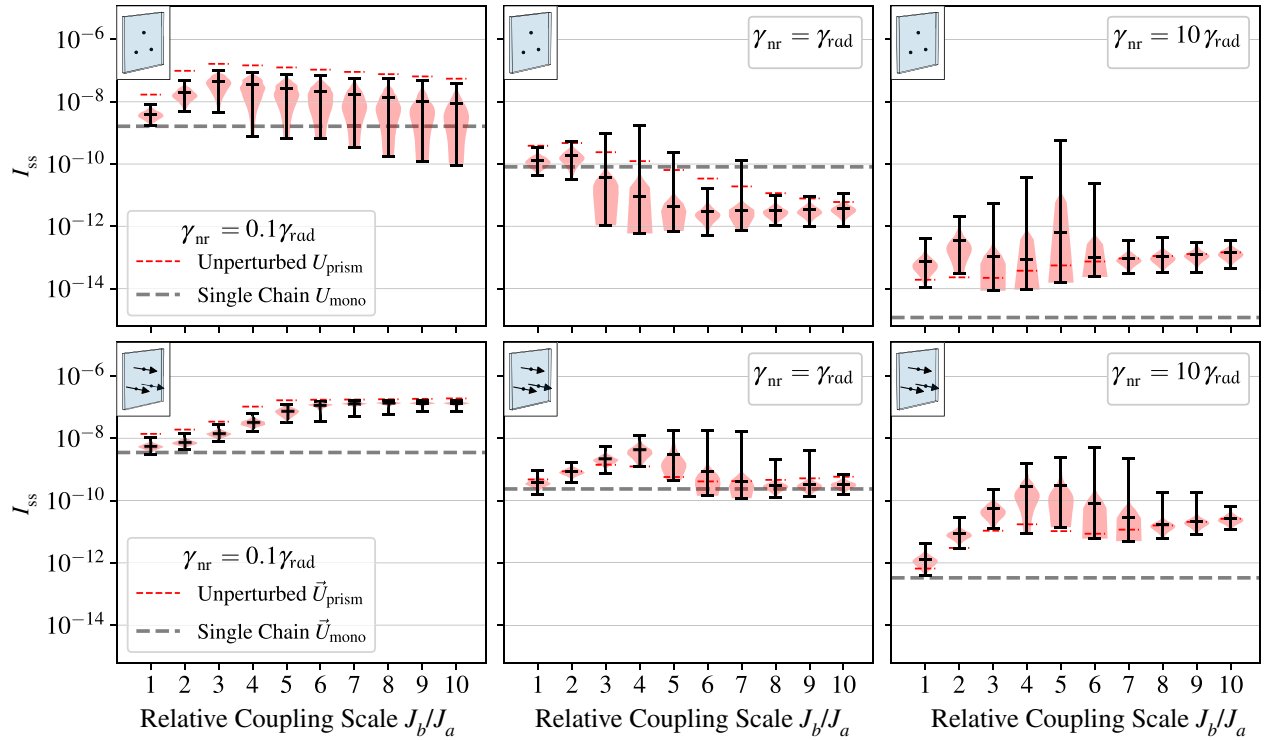 10⁻⁶
10⁻⁸
10⁻¹⁰
10⁻¹²
10⁻¹⁴
I_ss
γ_nr = 0.1γ_rad
Unperturbed U_prism
Single Chain U_mono
γ_nr = γ_rad
γ_nr = 10 γ_rad
10⁻⁶
10⁻⁸
10⁻¹⁰
10⁻¹²
10⁻¹⁴
I_ss
γ_nr = 0.1γ_rad
Unperturbed U⃗_prism
Single Chain U⃗_mono
γ_nr = γ_rad
γ_nr = 10 γ_rad
1 2 3 4 5 6 7 8 9 10
Relative Coupling Scale J_b/J_a
1 2 3 4 5 6 7 8 9 10
Relative Coupling Scale J_b/J_a
1 2 3 4 5 6 7 8 9 10
Relative Coupling Scale J_b/J_a